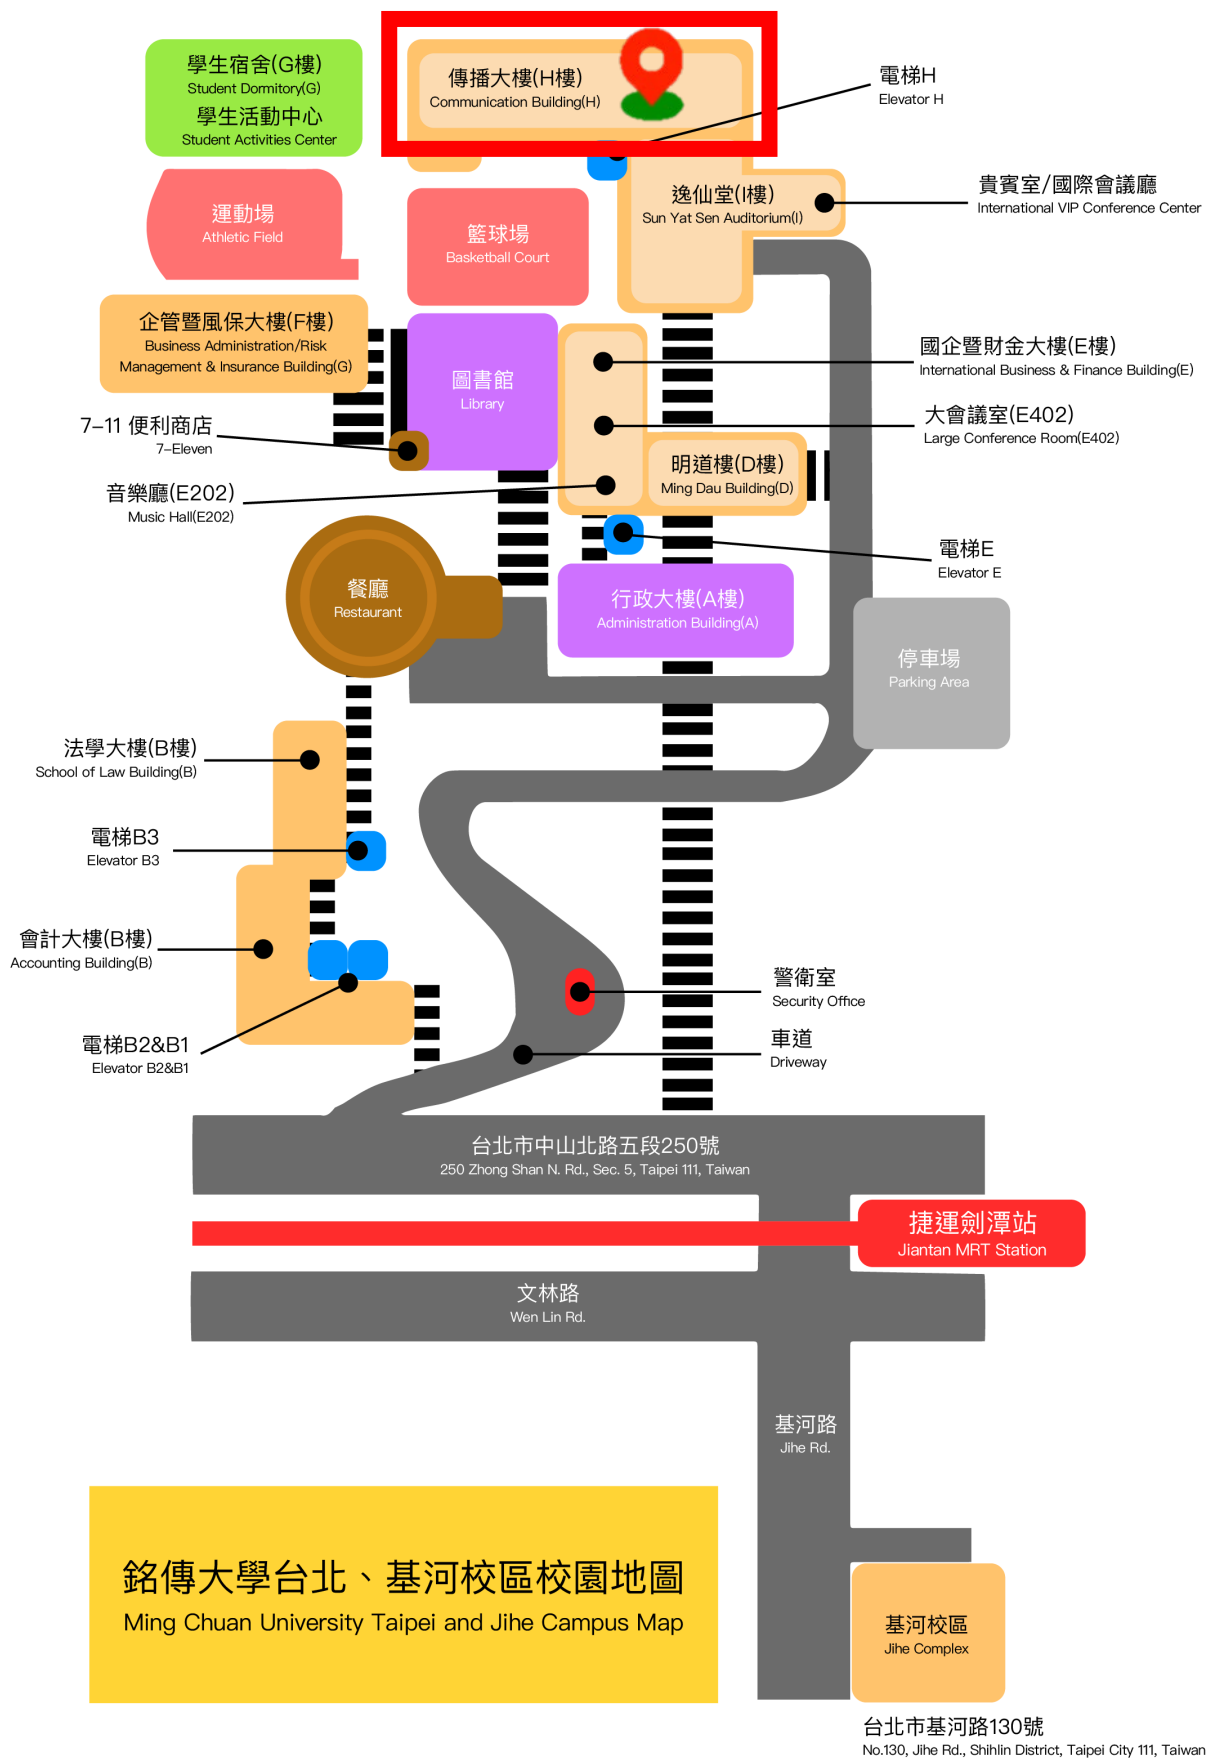 學生宿舍(G樓)
Student Dormitory(G)
學生活動中心
Student Activities Center
傳播大樓(H樓)
Communication Building(H)
電梯H
Elevator H
運動場
Athletic Field
籃球場
Basketball Court
逸仙堂(I樓)
Sun Yat Sen Auditorium(I)
貴賓室/國際會議廳
International VIP Conference Center
企管暨風保大樓(F樓)
Business Administration/Risk
Management & Insurance Building(G)
圖書館
Library
國企暨財金大樓(E樓)
International Business & Finance Building(E)
7-11 便利商店
7-Eleven
大會議室(E402)
Large Conference Room(E402)
明道樓(D樓)
Ming Dau Building(D)
音樂廳(E202)
Music Hall(E202)
電梯E
Elevator E
餐廳
Restaurant
行政大樓(A樓)
Administration Building(A)
停車場
Parking Area
法學大樓(B樓)
School of Law Building(B)
電梯B3
Elevator B3
會計大樓(B樓)
Accounting Building(B)
警衛室
Security Office
電梯B2&B1
Elevator B2&B1
車道
Driveway
台北市中山北路五段250號
250 Zhong Shan N. Rd., Sec. 5, Taipei 111, Taiwan
捷運劍潭站
Jiantan MRT Station
文林路
Wen Lin Rd.
基河路
Jihe Rd.
銘傳大學台北、基河校區校園地圖
Ming Chuan University Taipei and Jihe Campus Map
基河校區
Jihe Complex
台北市基河路130號
No.130, Jihe Rd., Shihlin District, Taipei City 111, Taiwan